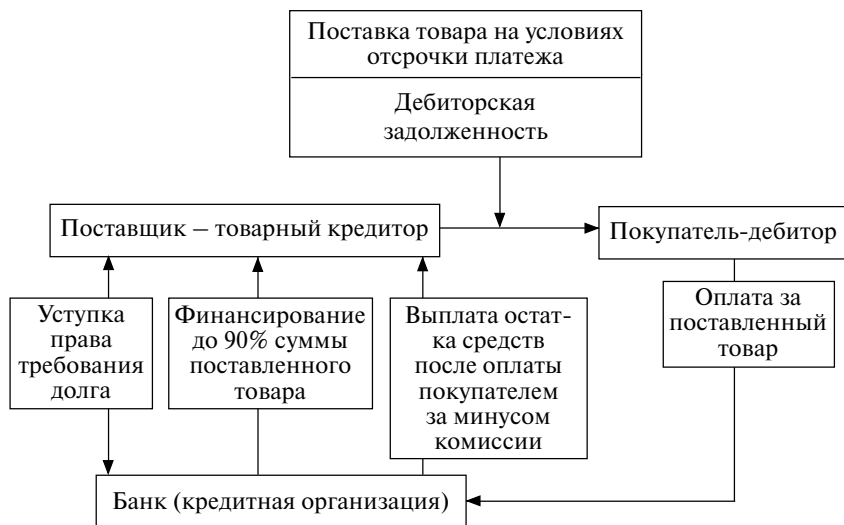 Поставка товара на условиях
отсрочки платежа
Дебиторская
задолженность
Поставщик – товарный кредитор
Покупатель-дебитор
Уступка
права
требования
долга
Финансирование
до 90% суммы
поставленного
товара
Выплата остат-
ка средств
после оплаты
покупателем
за минусом
комиссии
Оплата за
поставленный
товар
Банк (кредитная организация)